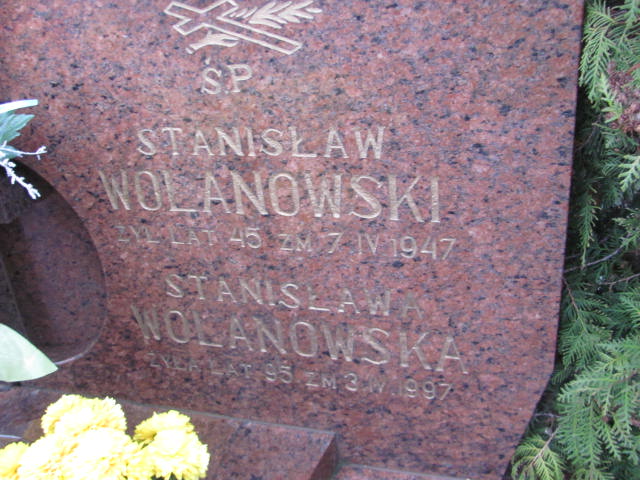 ŚP
STANISŁAW
WOLANOWSKI
ŻYŁ LAT 45 ZM 7 IV 1947
STANISŁAWA
WOLANOWSKA
ŻYŁA LAT 95 ZM 3 IV 1997